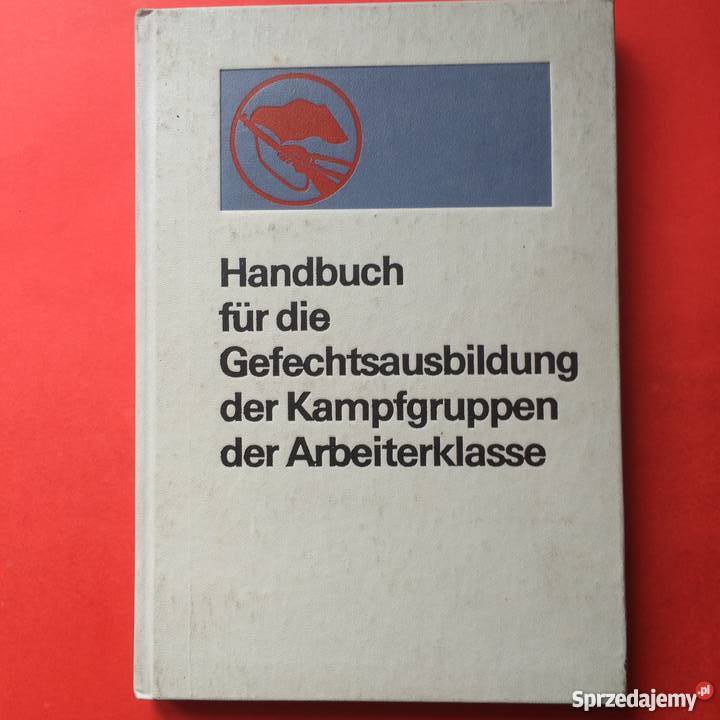 Handbuch
für die
Gefechtsausbildung
der Kampfgruppen
der Arbeiterklasse
Sprzedajemy.pl